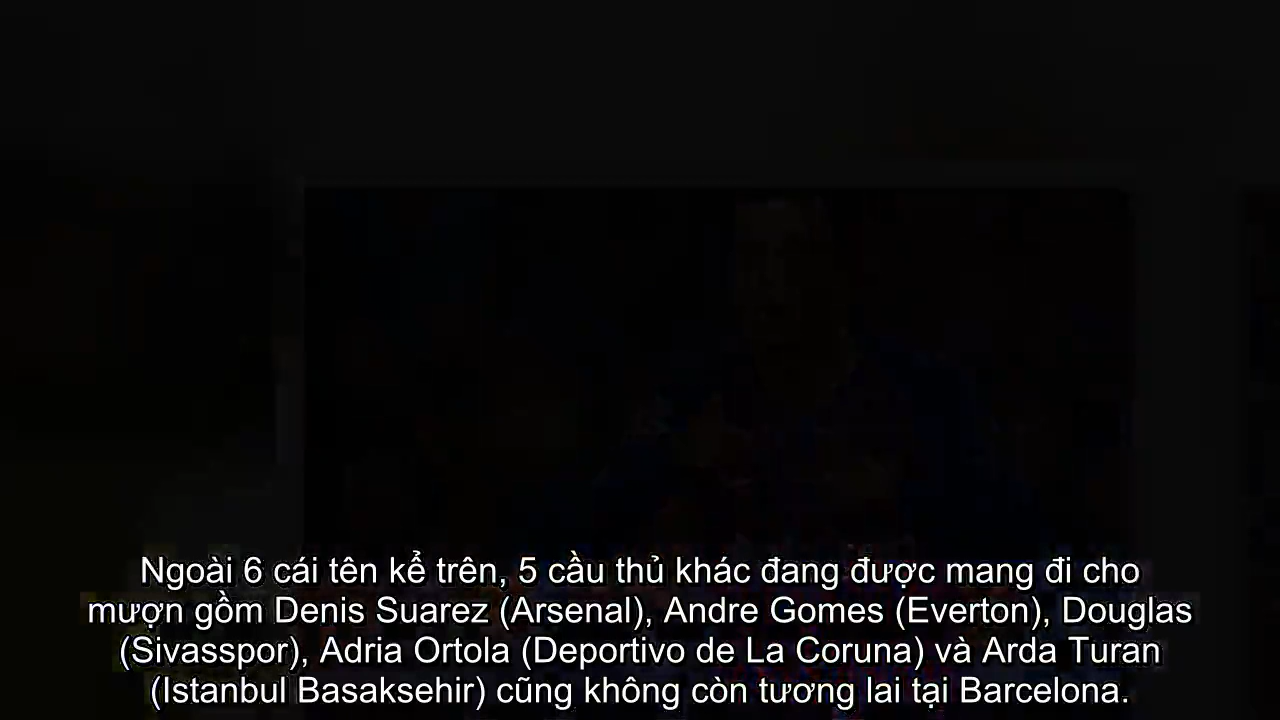 Ngoài 6 cái tên kể trên, 5 cầu thủ khác đang được mang đi cho
mượn gồm Denis Suarez (Arsenal), Andre Gomes (Everton), Douglas
(Sivasspor), Adria Ortola (Deportivo de La Coruna) và Arda Turan
(Istanbul Basaksehir) cũng không còn tương lai tại Barcelona.